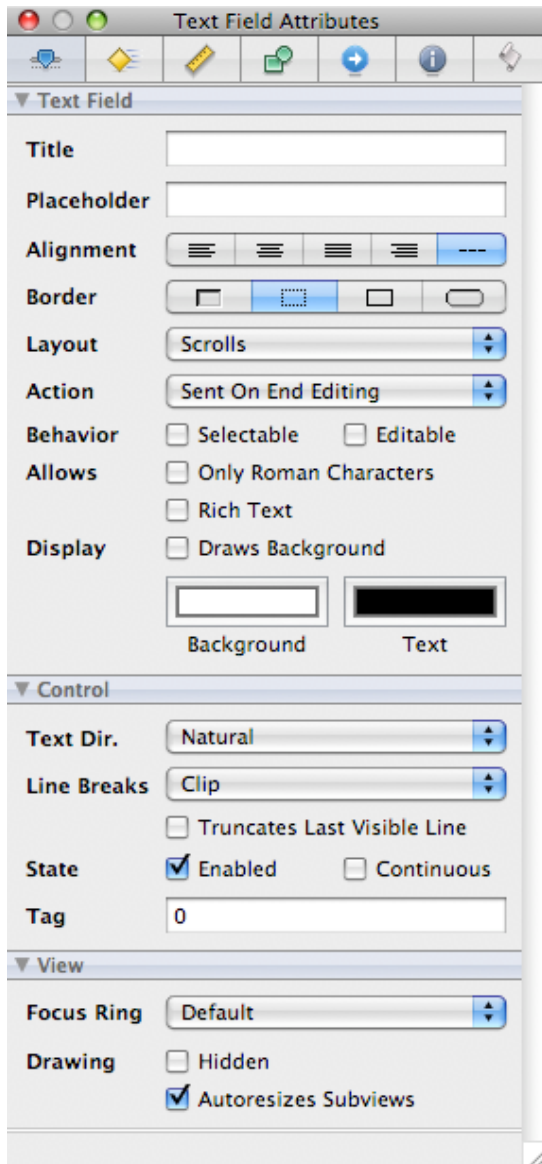 Text Field Attributes
Text Field
Title
Placeholder
Alignment
Border
Layout Scrolls
Action Sent On End Editing
Behavior Selectable Editable
Allows Only Roman Characters
Rich Text
Display Draws Background
Background Text
Control
Text Dir. Natural
Line Breaks Clip
Truncates Last Visible Line
State Enabled Continuous
Tag 0
View
Focus Ring Default
Drawing Hidden
Autoresizes Subviews